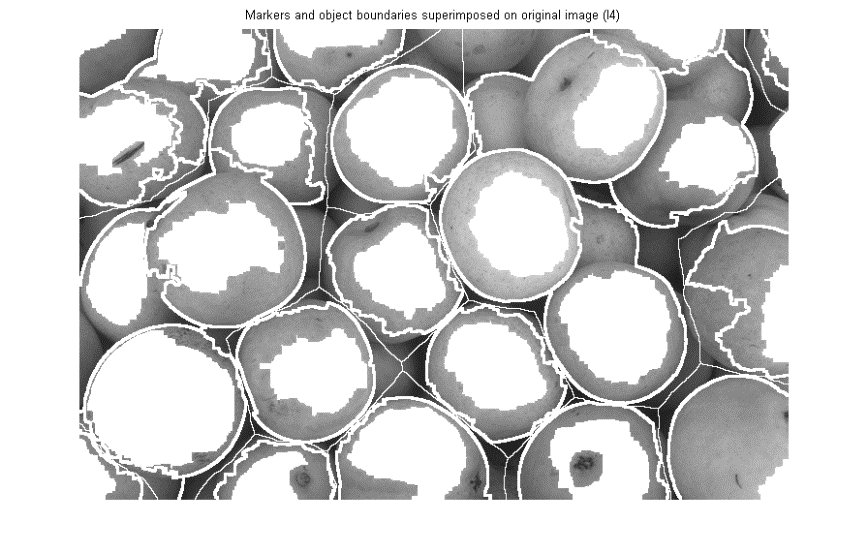 Markers and object boundaries superimposed on original image (I4)